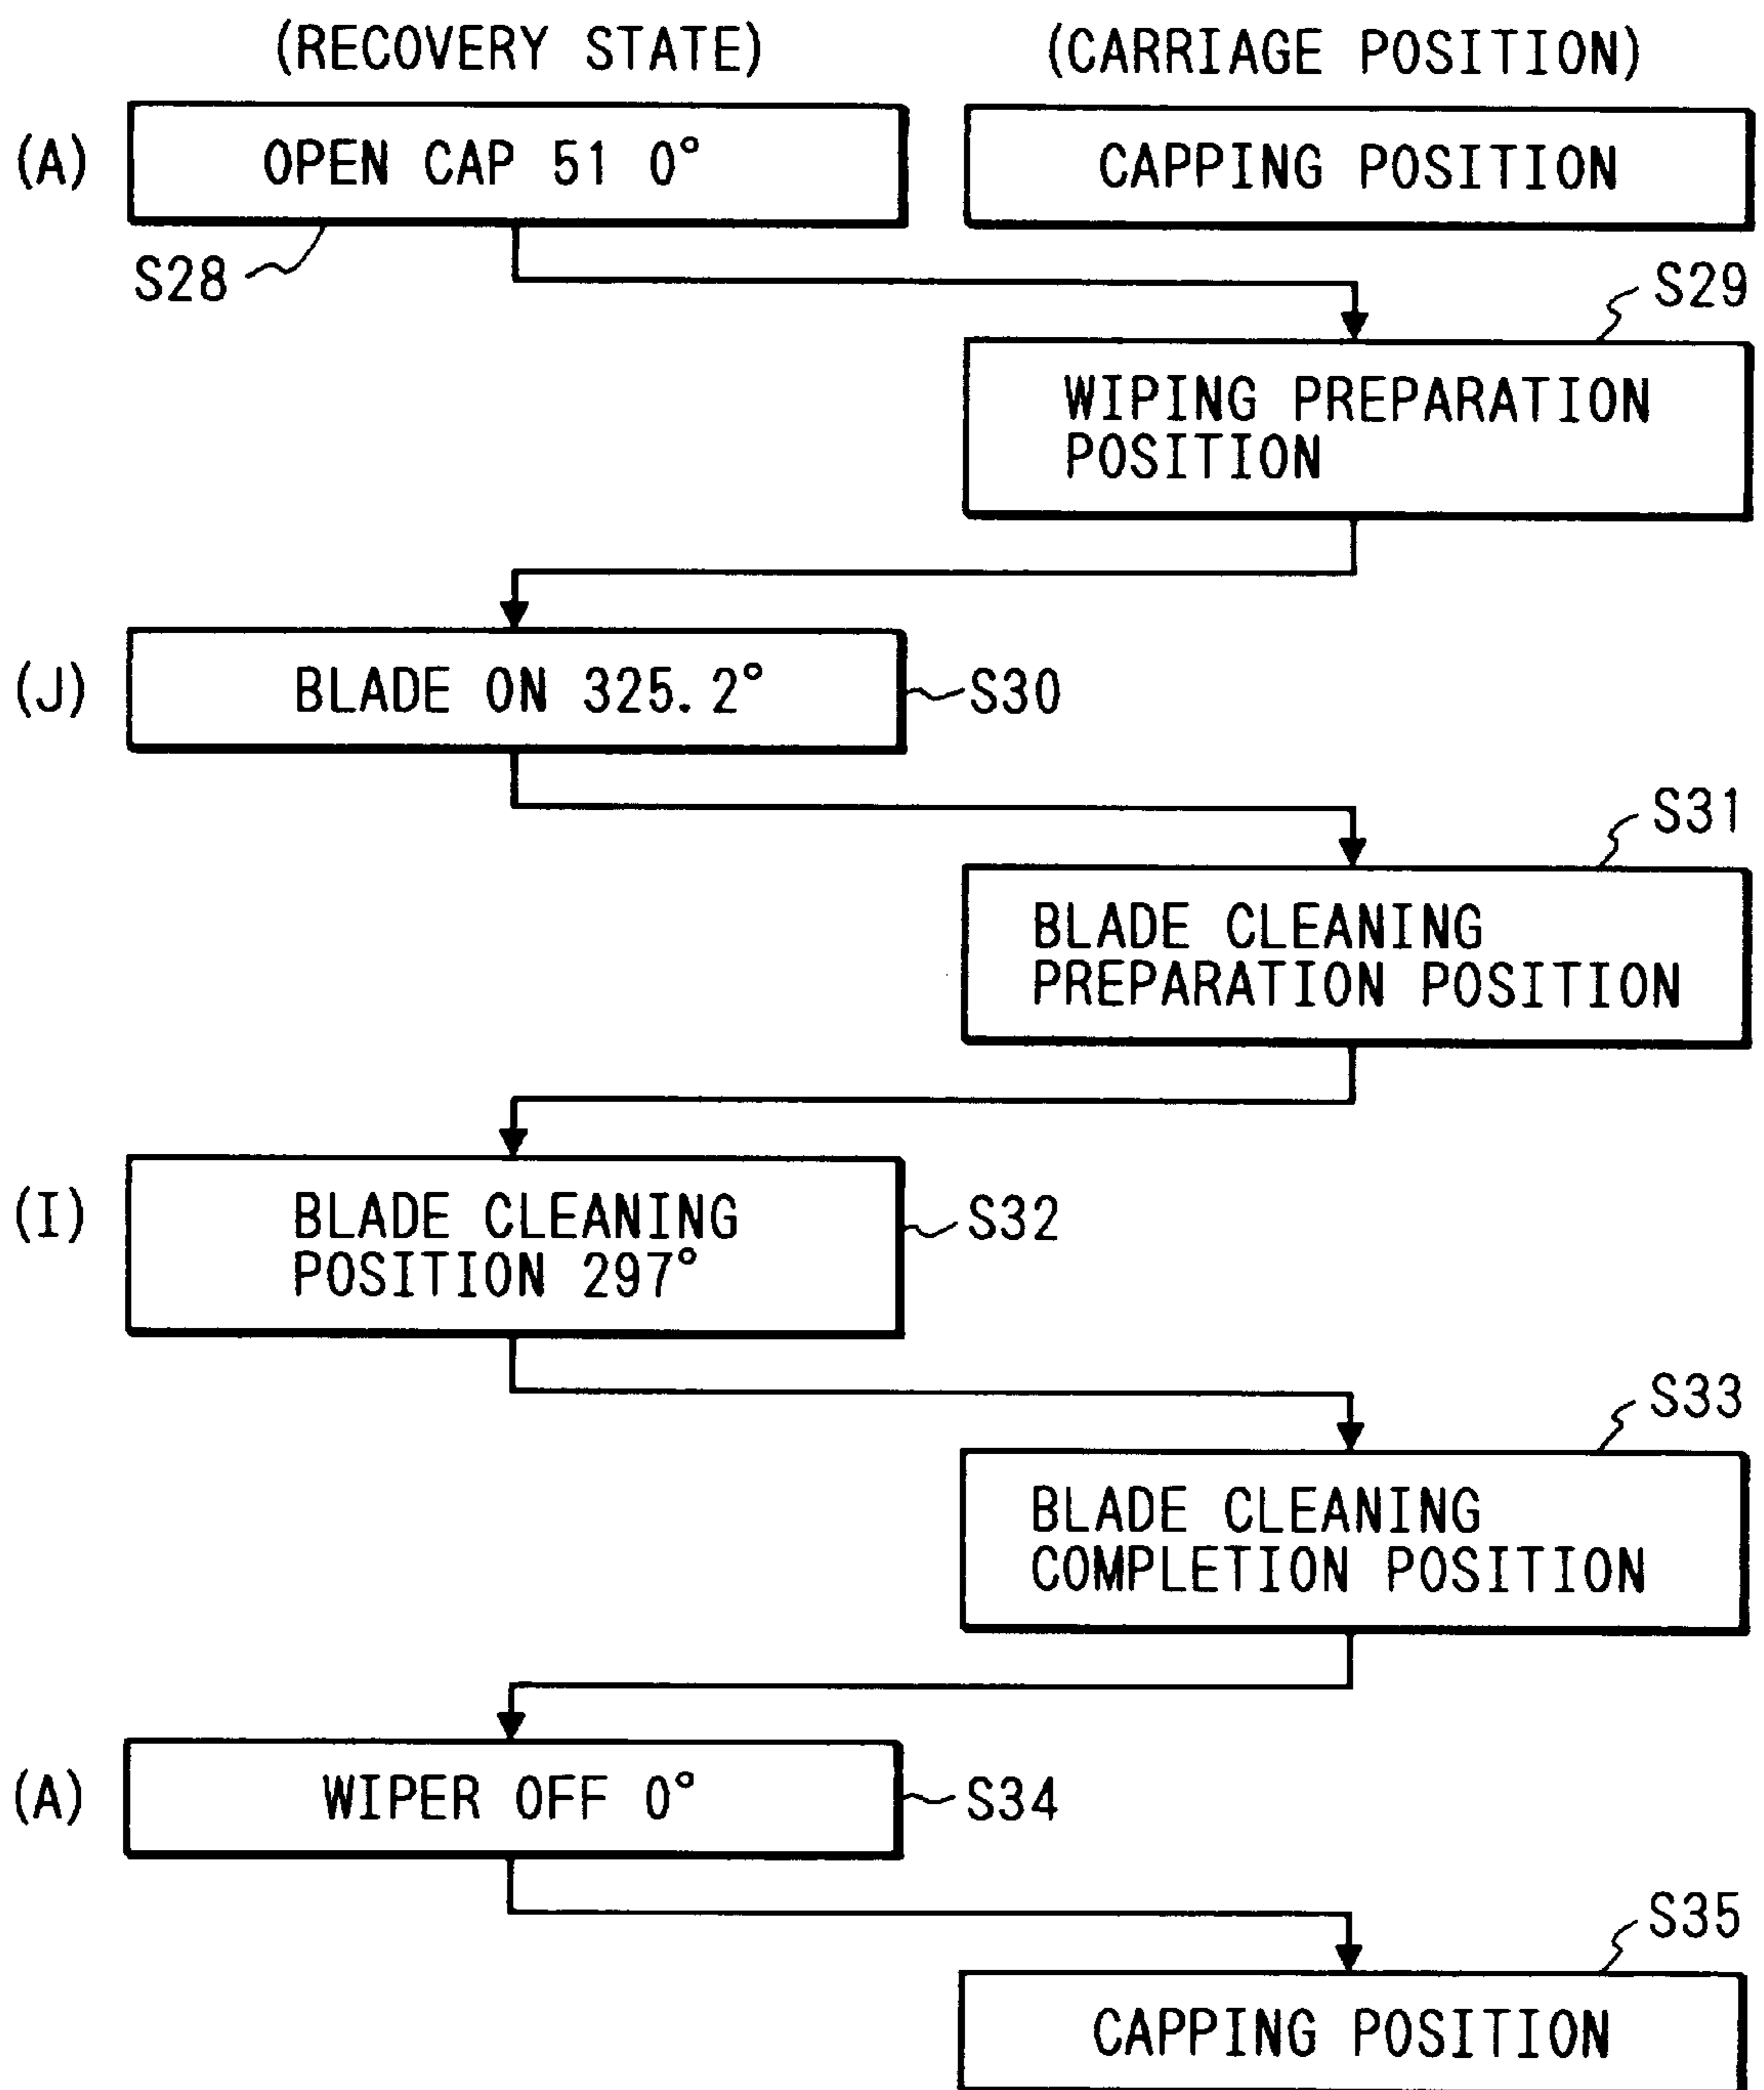 (RECOVERY STATE)
(CARRIAGE POSITION)
(A)
OPEN CAP 51 0°
CAPPING POSITION
S28
S29
WIPING PREPARATION
POSITION
(J)
BLADE ON 325.2°
S30
S31
BLADE CLEANING
PREPARATION POSITION
(I)
BLADE CLEANING
POSITION 297°
S32
S33
BLADE CLEANING
COMPLETION POSITION
(A)
WIPER OFF 0°
S34
S35
CAPPING POSITION